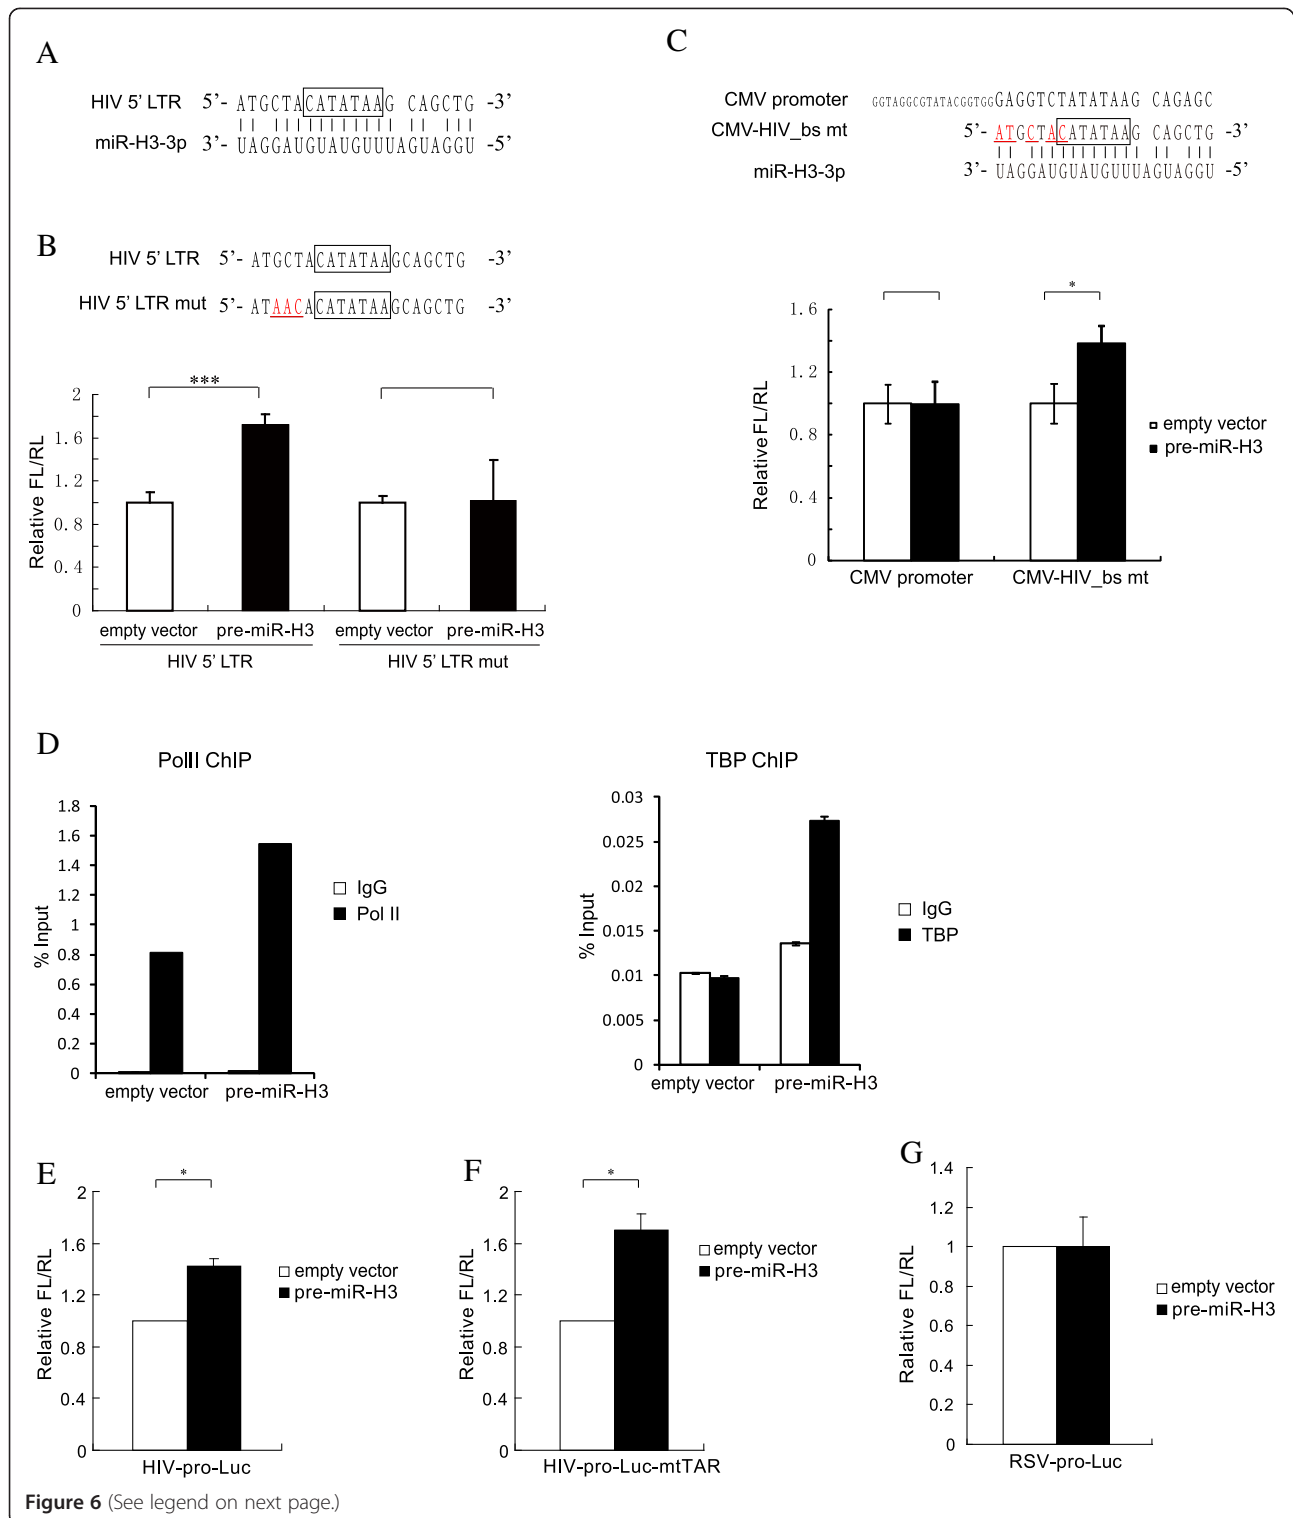 A
HIV 5' LTR 5'- ATGCTACATATAAG CAGCTG -3'
miR-H3-3p 3'- UAGGAUGUAUGUUUAGUAGGU -5'
B
HIV 5' LTR 5'- ATGCTACATATAAGCAGCTG -3'
HIV 5' LTR mut 5'- ATAACACATATAAGCAGCTG -3'
***
Relative FL/RL
2
1.6
1.2
0.8
0.4
0
empty vector pre-miR-H3 empty vector pre-miR-H3
HIV 5' LTR HIV 5' LTR mut
C
CMV promoter GGTAGGCGTATACGGTGGGAGGTCTATATAAG CAGAGC
CMV-HIV_bs mt 5'- ATGCTACATATAAG CAGCTG -3'
miR-H3-3p 3'- UAGGAUGUAUGUUUAGUAGGU -5'
*
Relative FL/RL
1.6
1.2
0.8
0.4
0
CMV promoter CMV-HIV_bs mt
empty vector
pre-miR-H3
D
PolII ChIP
% Input
1.8
1.6
1.4
1.2
1
0.8
0.6
0.4
0.2
0
empty vector pre-miR-H3
IgG
Pol II
TBP ChIP
% Input
0.03
0.025
0.02
0.015
0.01
0.005
0
empty vector pre-miR-H3
IgG
TBP
E
*
Relative FL/RL
2
1.6
1.2
0.8
0.4
0
HIV-pro-Luc
empty vector
pre-miR-H3
F
*
Relative FL/RL
2
1.6
1.2
0.8
0.4
0
HIV-pro-Luc-mtTAR
empty vector
pre-miR-H3
G
Ralative FL/RL
1.4
1.2
1
0.8
0.6
0.4
0.2
0
RSV-pro-Luc
empty vector
pre-miR-H3
Figure 6 (See legend on next page.)